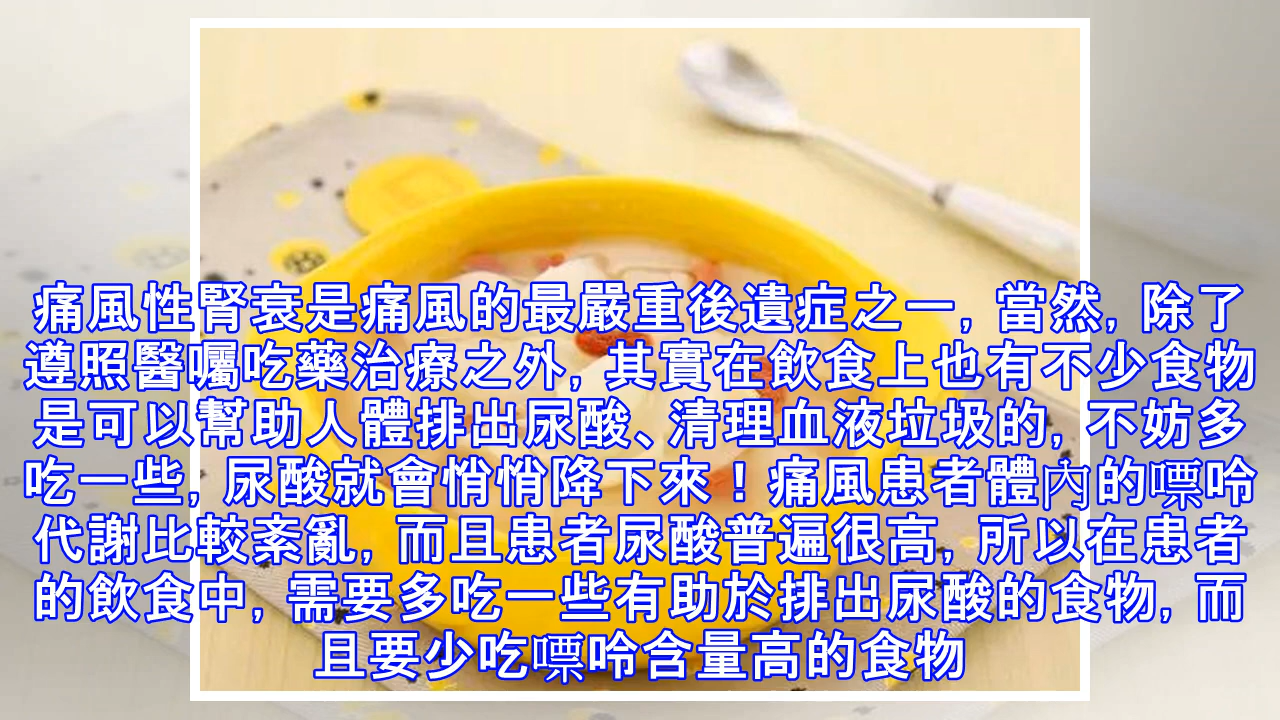 痛風性腎衰是痛風的最嚴重後遺症之一, 當然, 除了
遵照醫囑吃藥治療之外, 其實在飲食上也有不少食物
是可以幫助人體排出尿酸、清理血液垃圾的, 不妨多
吃一些, 尿酸就會悄悄降下來！痛風患者體內的嘌呤
代謝比較紊亂, 而且患者尿酸普遍很高, 所以在患者
的飲食中, 需要多吃一些有助於排出尿酸的食物, 而
且要少吃嘌呤含量高的食物